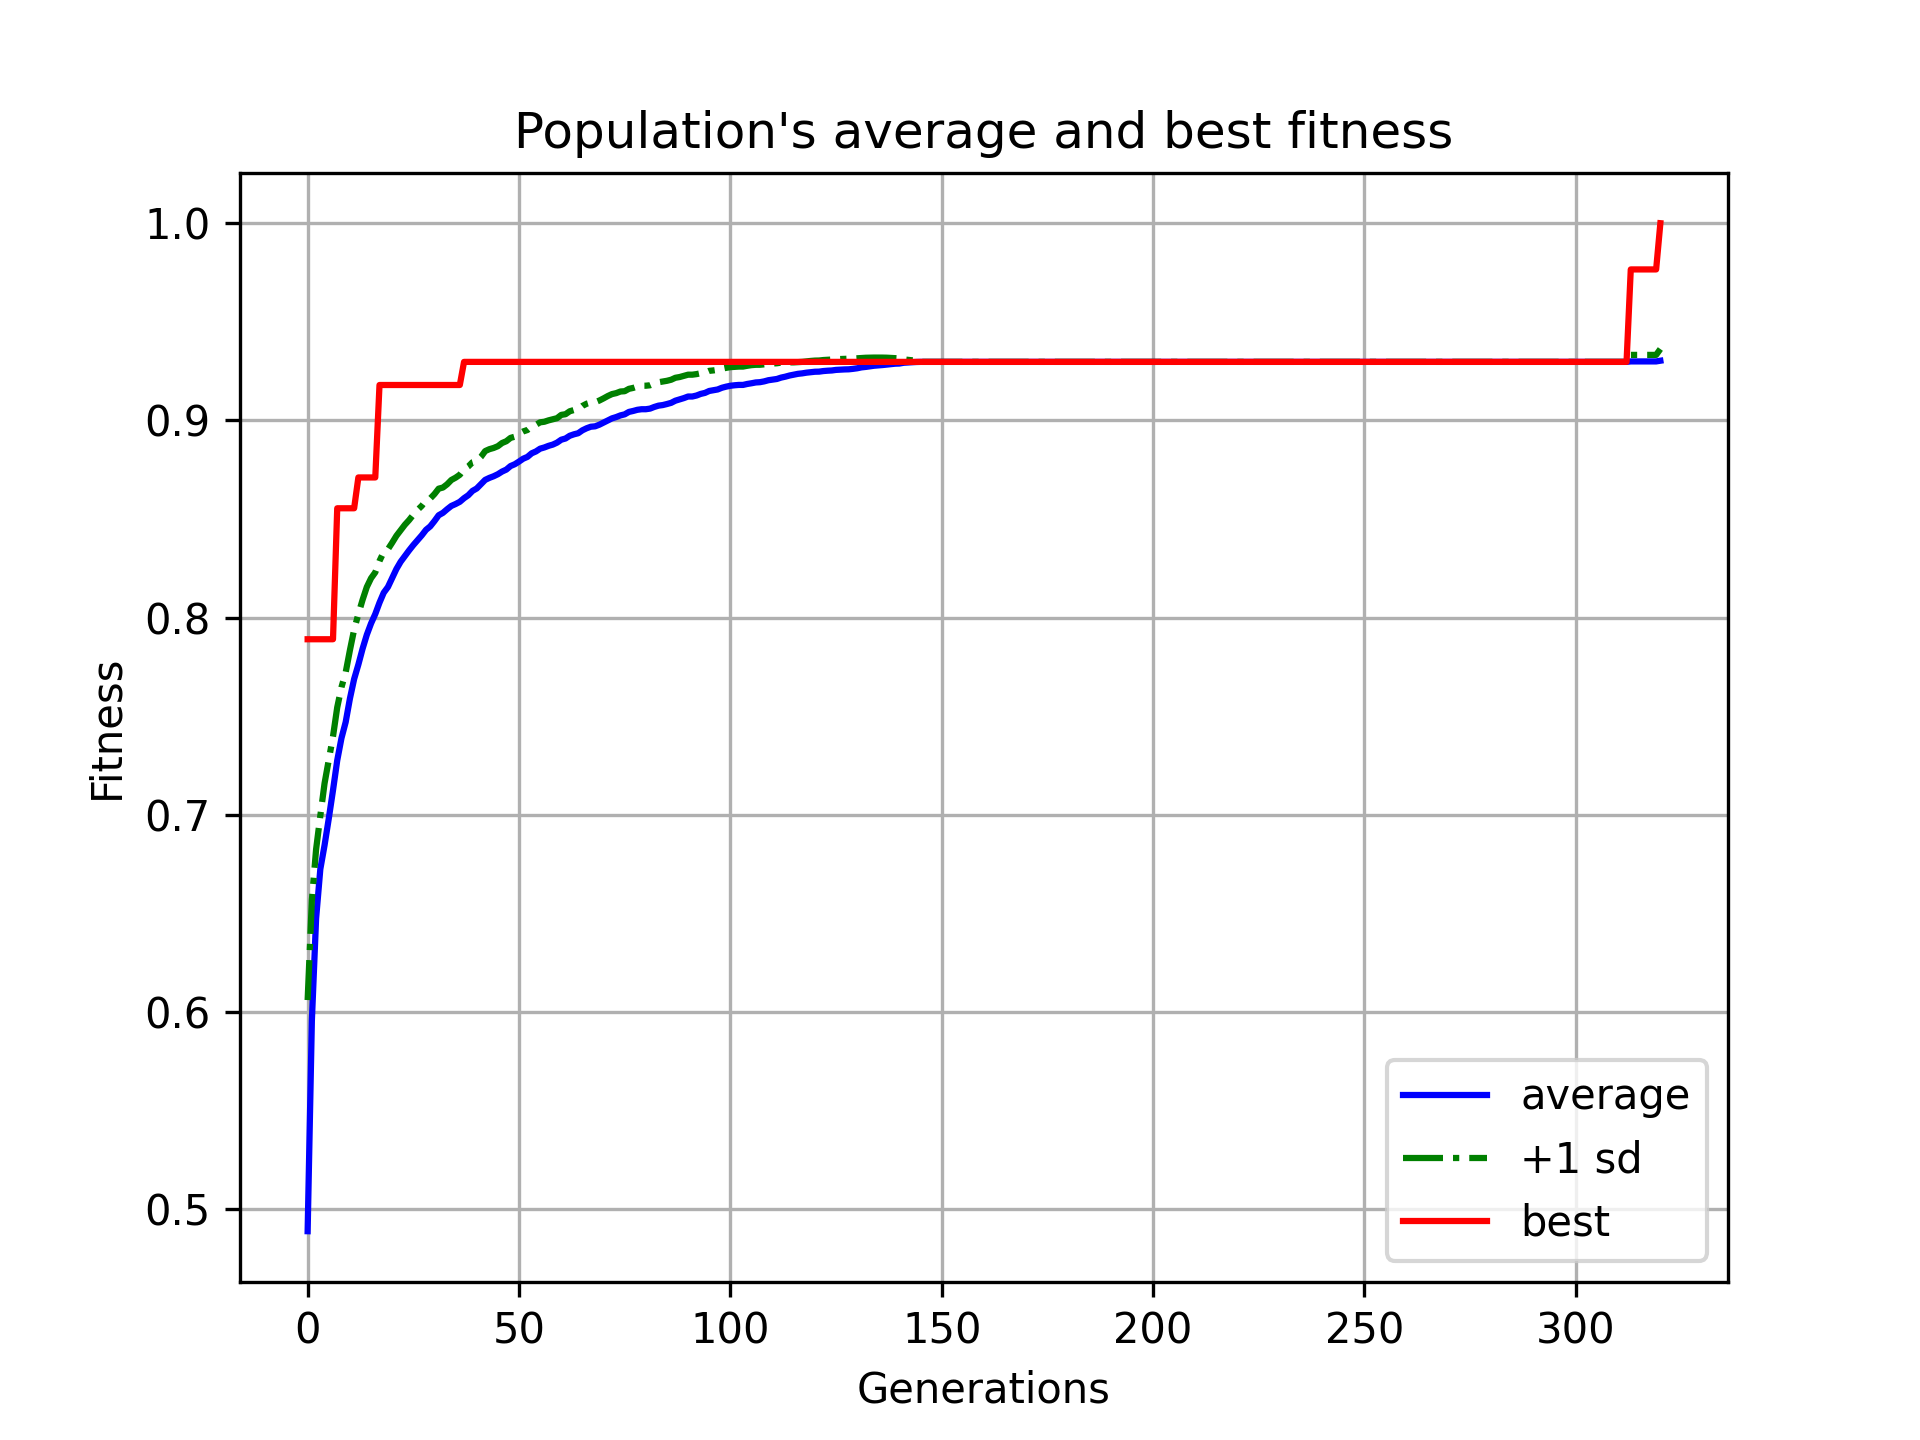 Population's average and best fitness
1.0
0.9
0.8
0.7
0.6
0.5
Fitness
0 50 100 150 200 250 300
Generations
average
+1 sd
best